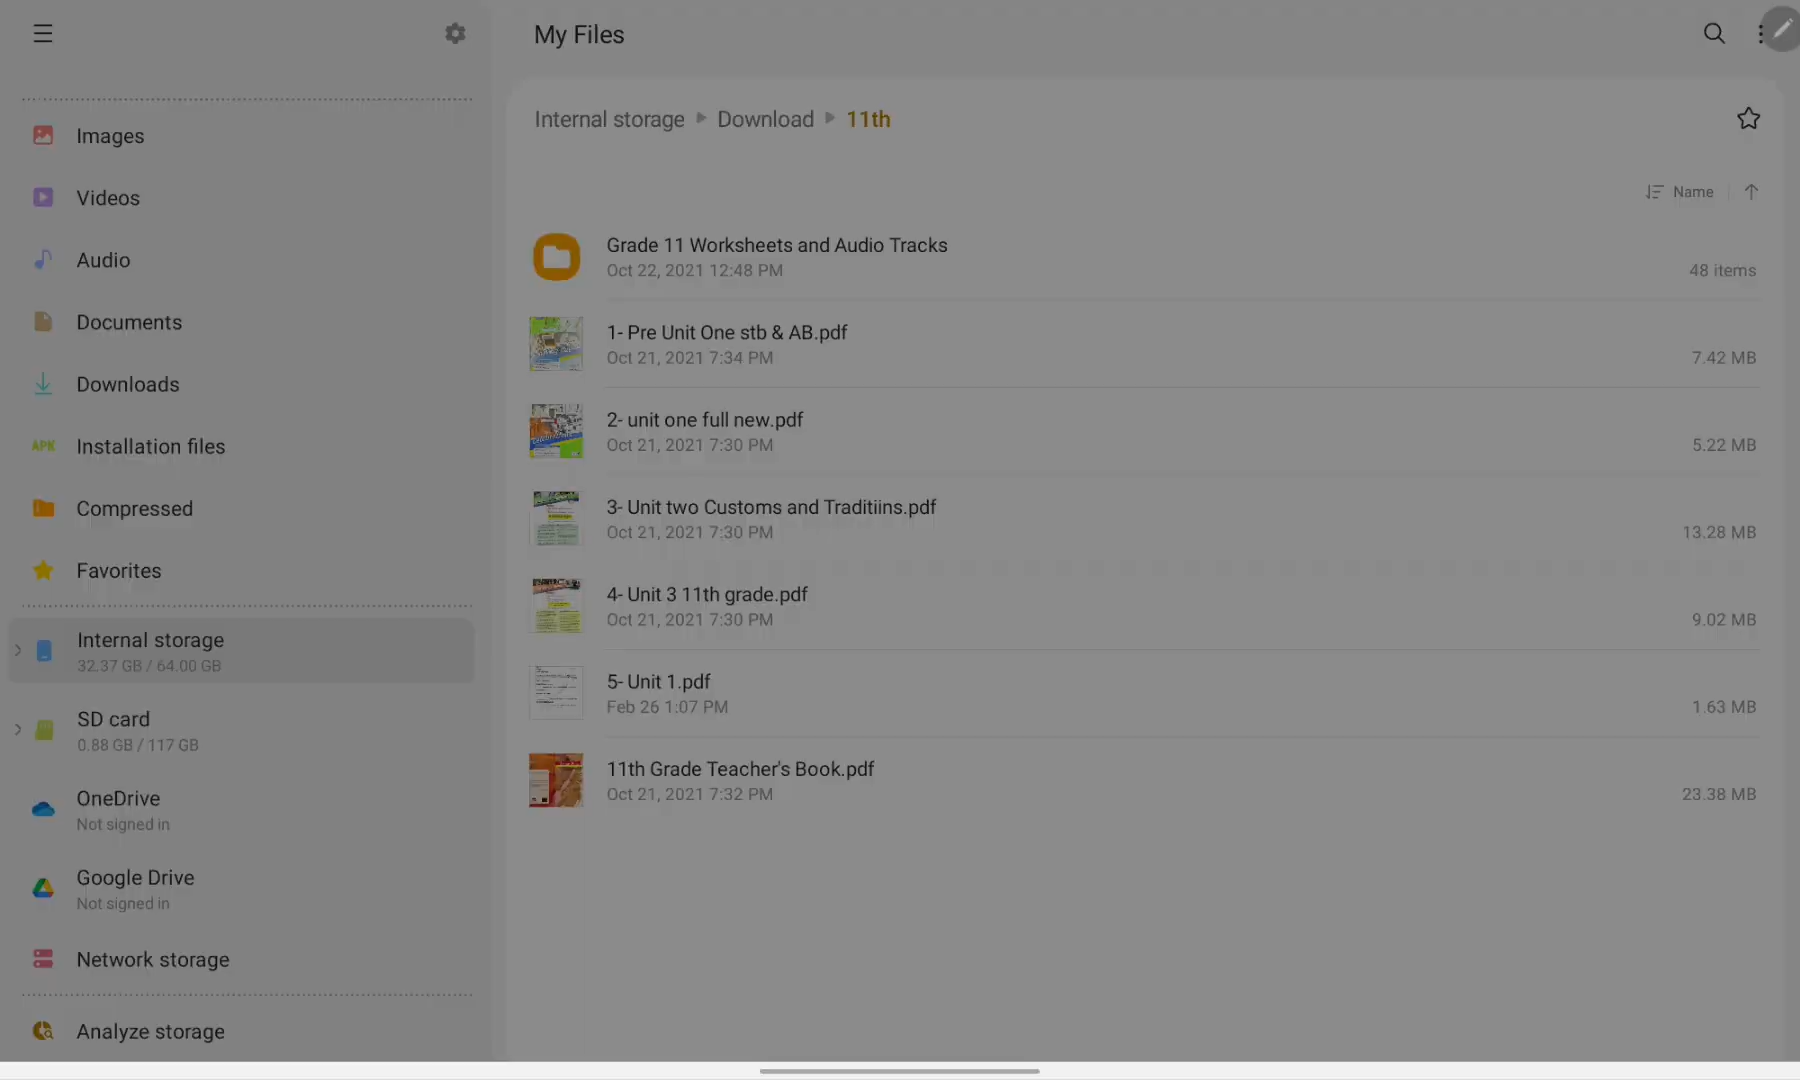 My Files
Images
Videos
Audio
Documents
Downloads
APK
Installation files
Compressed
Favorites
Internal storage
32.37 GB / 64.00 GB
SD card
0.88 GB / 117 GB
OneDrive
Not signed in
Google Drive
Not signed in
Network storage
Analyze storage
Internal storage Download 11th
Name
Grade 11 Worksheets and Audio Tracks
Oct 22, 2021 12:48 PM
48 items
1- Pre Unit One stb & AB.pdf
Oct 21, 2021 7:34 PM
7.42 MB
2- unit one full new.pdf
Oct 21, 2021 7:30 PM
5.22 MB
3- Unit two Customs and Traditiins.pdf
Oct 21, 2021 7:30 PM
13.28 MB
4- Unit 3 11th grade.pdf
Oct 21, 2021 7:30 PM
9.02 MB
5- Unit 1.pdf
Feb 26 1:07 PM
1.63 MB
11th Grade Teacher's Book.pdf
Oct 21, 2021 7:32 PM
23.38 MB